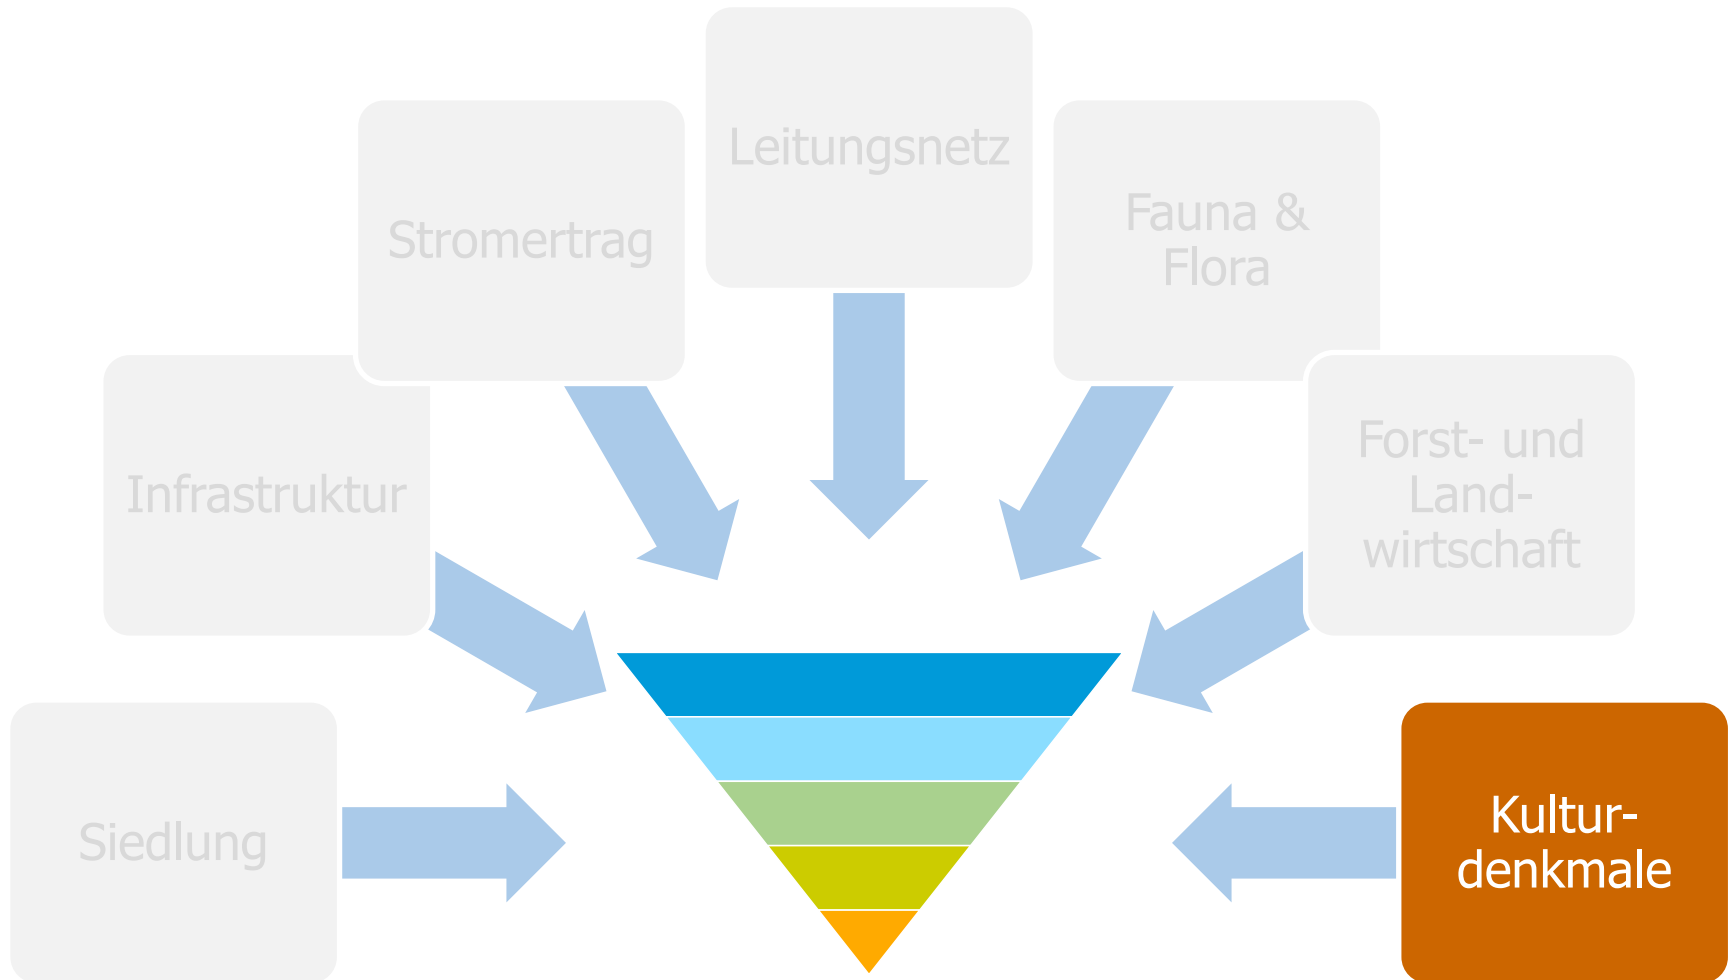 Leitungsnetz
Stromertrag
Fauna &
Flora
Infrastruktur
Forst- und
Land-
wirtschaft
Siedlung
Kultur-
denkmale